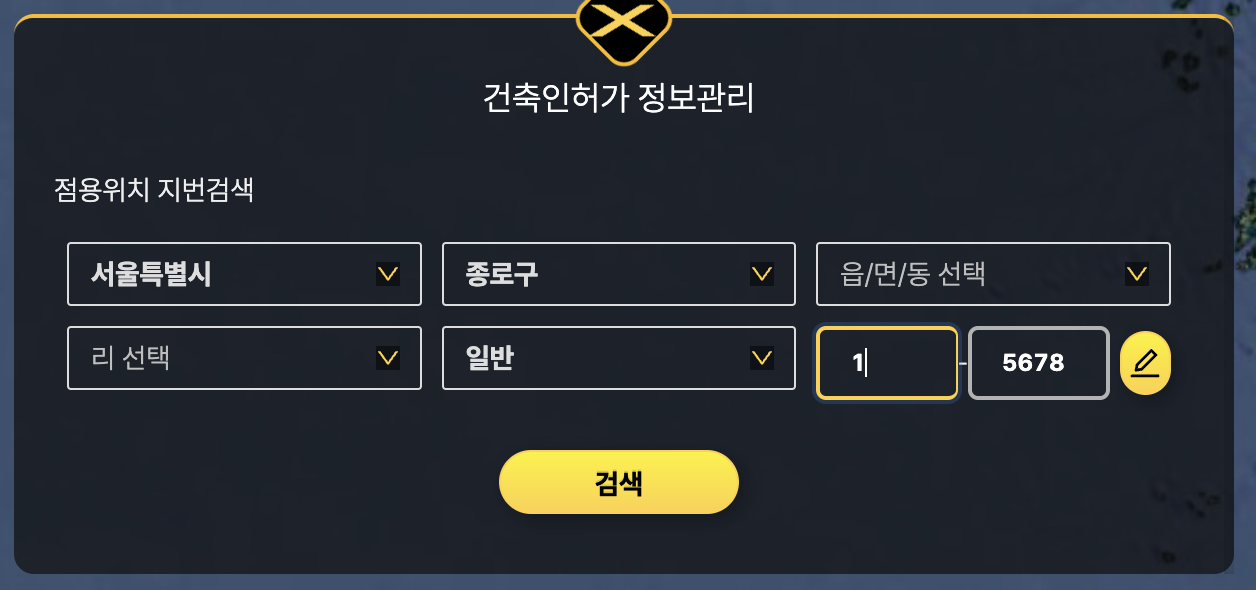 건축인허가 정보관리
점용위치 지번검색
서울특별시 종로구 읍/면/동 선택
리 선택 일반 1 - 5678
검색